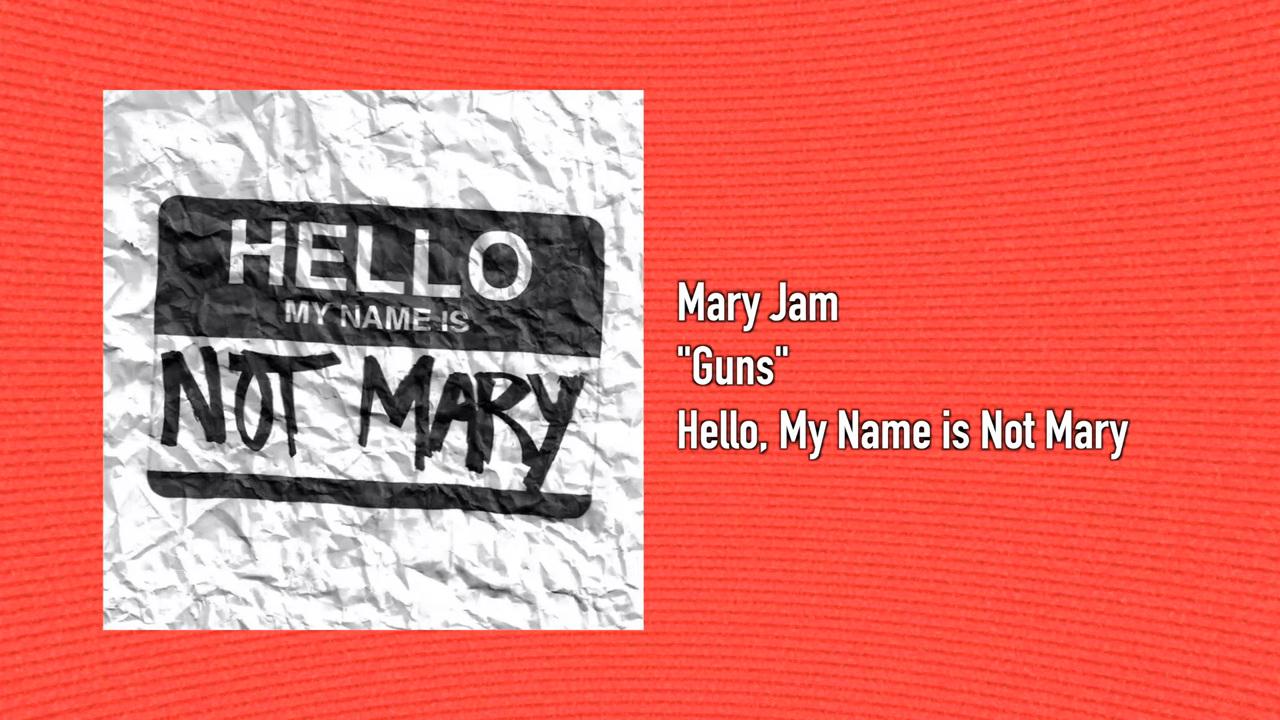 HELLO
MY NAME IS
NOT MARY
Mary Jam
"Guns"
Hello, My Name is Not Mary